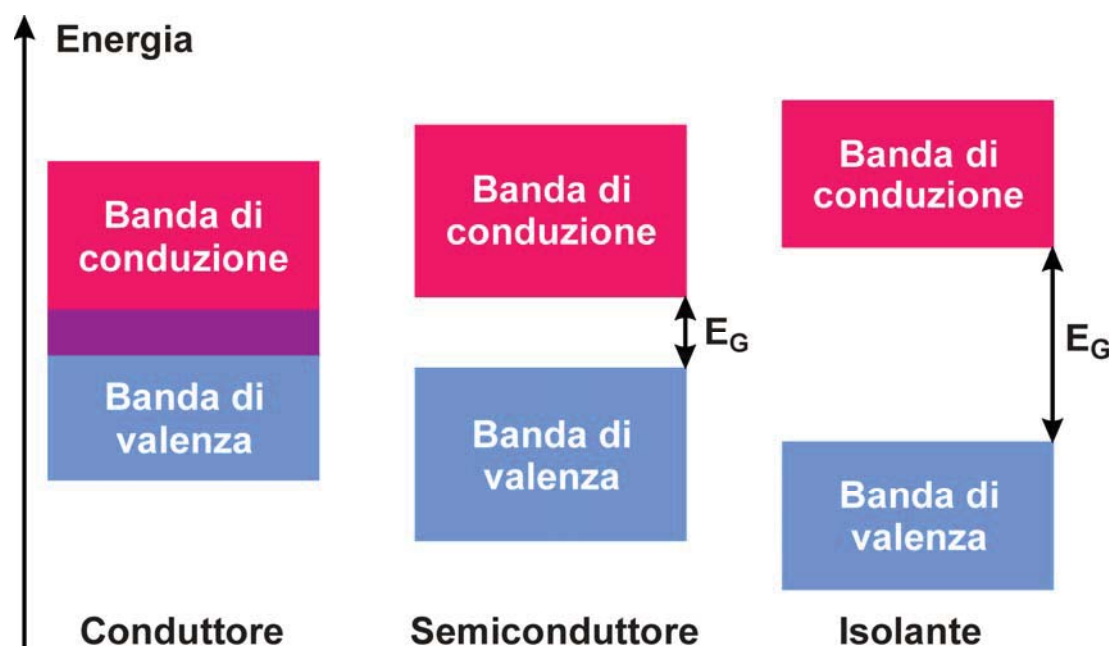 Energia
Banda di
conduzione
Banda di
valenza
Conduttore
Banda di
conduzione
E_G
Banda di
valenza
Semiconduttore
Banda di
conduzione
E_G
Banda di
valenza
Isolante